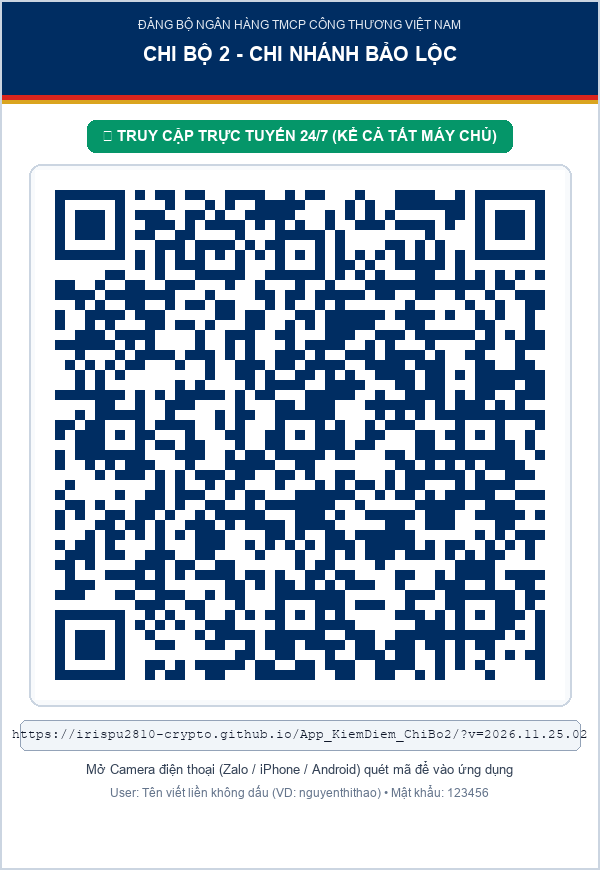 ĐẢNG BỘ NGÂN HÀNG TMCP CÔNG THƯƠNG VIỆT NAM
CHI BỘ 2 - CHI NHÁNH BẢO LỘC
TRUY CẬP TRỰC TUYẾN 24/7 (KỂ CẢ TẮT MÁY CHỦ)
https://irispu2810-crypto.github.io/App_KiemDiem_ChiBo2/?v=2026.11.25.02
Mở Camera điện thoại (Zalo / iPhone / Android) quét mã để vào ứng dụng
User: Tên viết liền không dấu (VD: nguyenthithao) • Mật khẩu: 123456